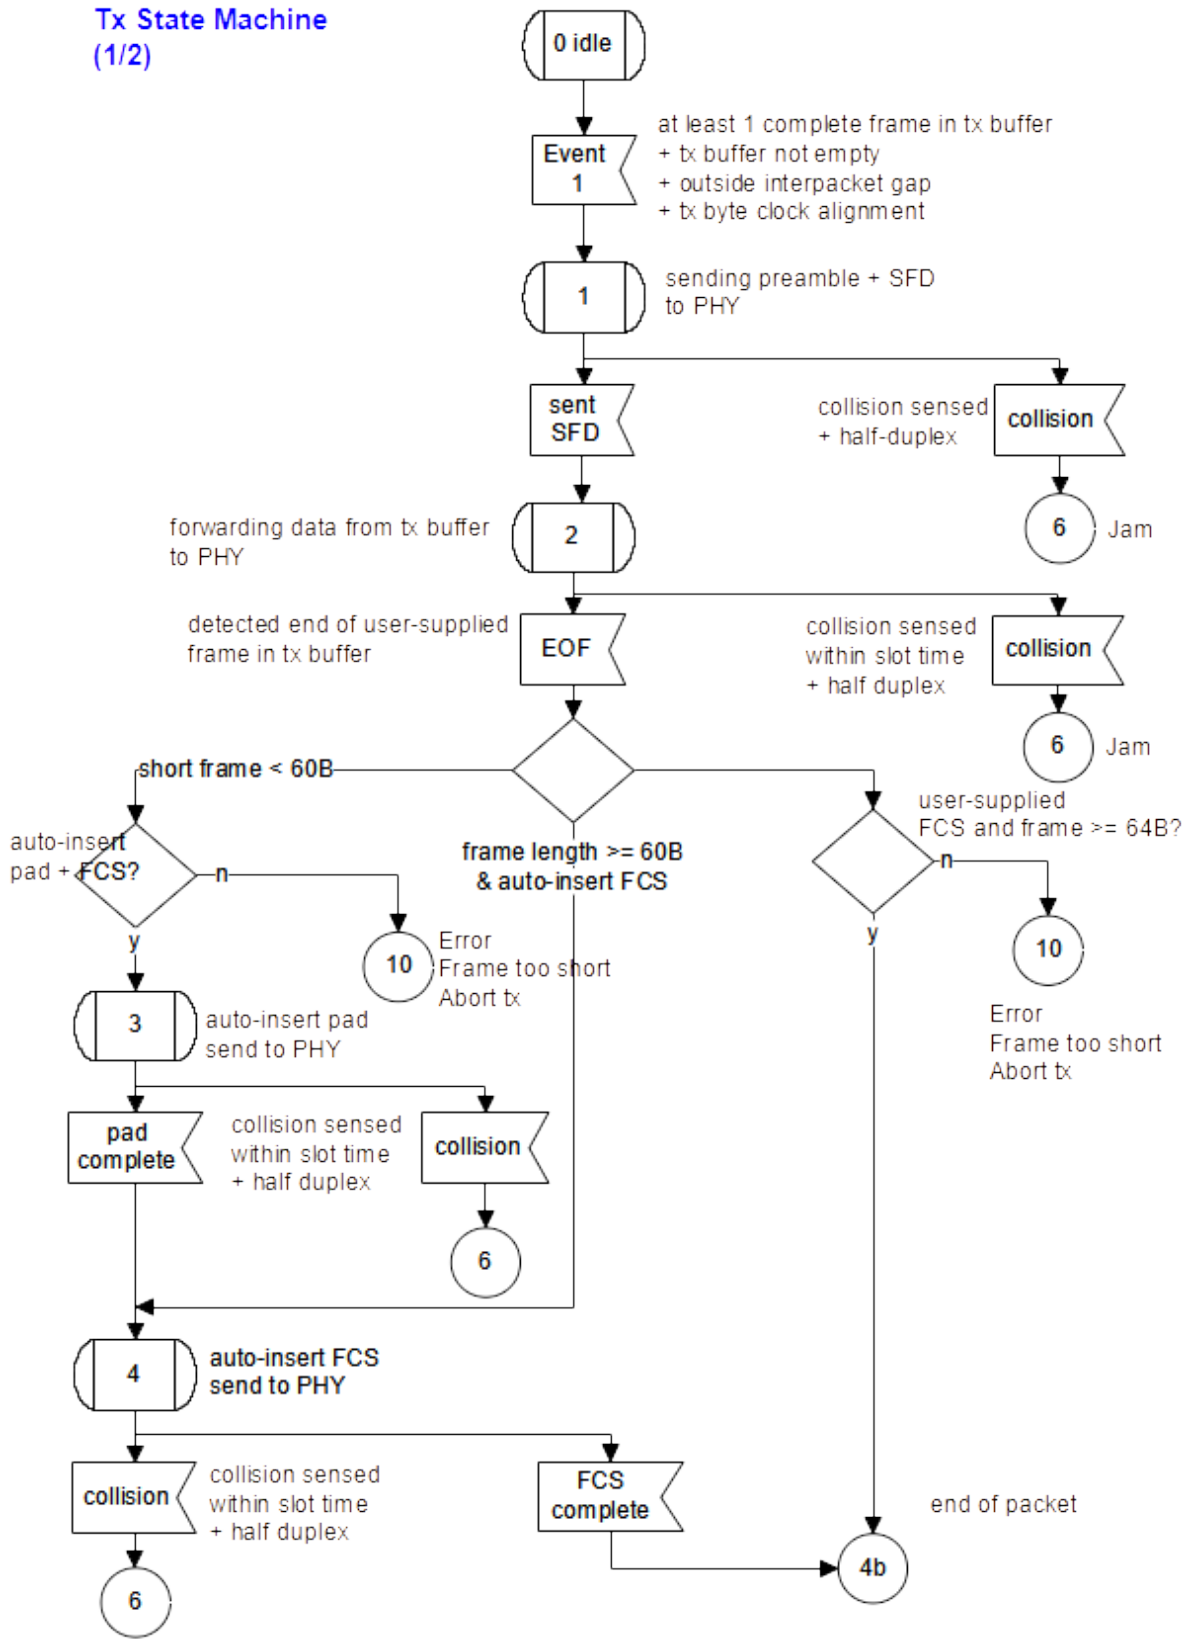 Tx State Machine
(1/2)
0 idle
at least 1 complete frame in tx buffer
+ tx buffer not empty
+ outside interpacket gap
+ tx byte clock alignment
Event
1
1
sending preamble + SFD
to PHY
sent
SFD
collision sensed
+ half-duplex
collision
6
Jam
forwarding data from tx buffer
to PHY
2
detected end of user-supplied
frame in tx buffer
EOF
collision sensed
within slot time
+ half duplex
collision
6
Jam
short frame < 60B
user-supplied
FCS and frame >= 64B?
auto-insert
pad + FCS?
n
y
frame length >= 60B
& auto-insert FCS
n
y
10
Error
Frame too short
Abort tx
10
Error
Frame too short
Abort tx
3
auto-insert pad
send to PHY
pad
complete
collision sensed
within slot time
+ half duplex
collision
6
4
auto-insert FCS
send to PHY
collision
collision sensed
within slot time
+ half duplex
FCS
complete
end of packet
6
4b